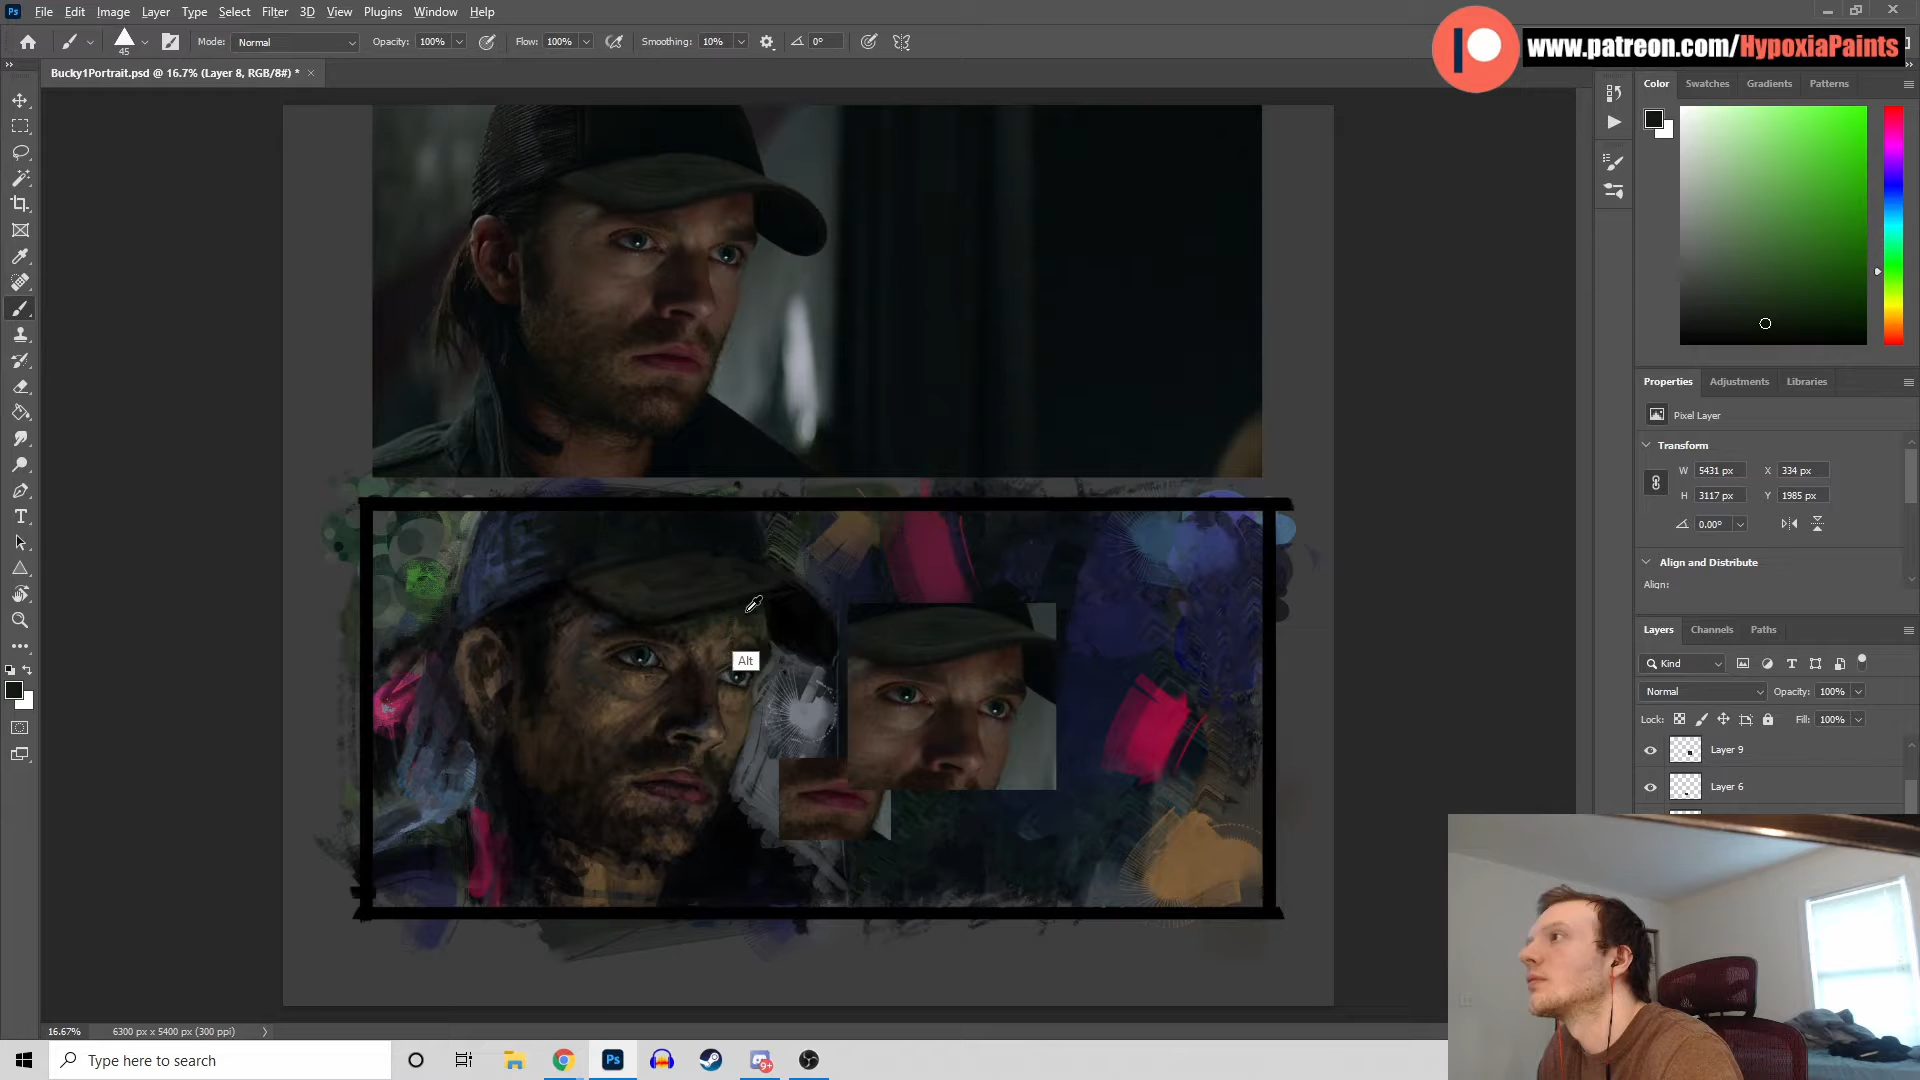 Ps File Edit Image Layer Type Select Filter 3D View Plugins Window Help
45 Mode: Normal Opacity: 100% Flow: 100% Smoothing: 10% 0°
www.patreon.com/HypoxiaPaints
Bucky1Portrait.psd @ 16.7% (Layer 8, RGB/8#) *
Color Swatches Gradients Patterns
Properties Adjustments Libraries
Pixel Layer
Transform
W 5431 px X 334 px
H 3117 px Y 1985 px
0.00°
Align and Distribute
Align:
Alt
Layers Channels Paths
Kind
Normal Opacity: 100%
Lock: Fill: 100%
Layer 9
Layer 6
16.67% 6300 px x 5400 px (300 ppi)
Type here to search
Ps
9+